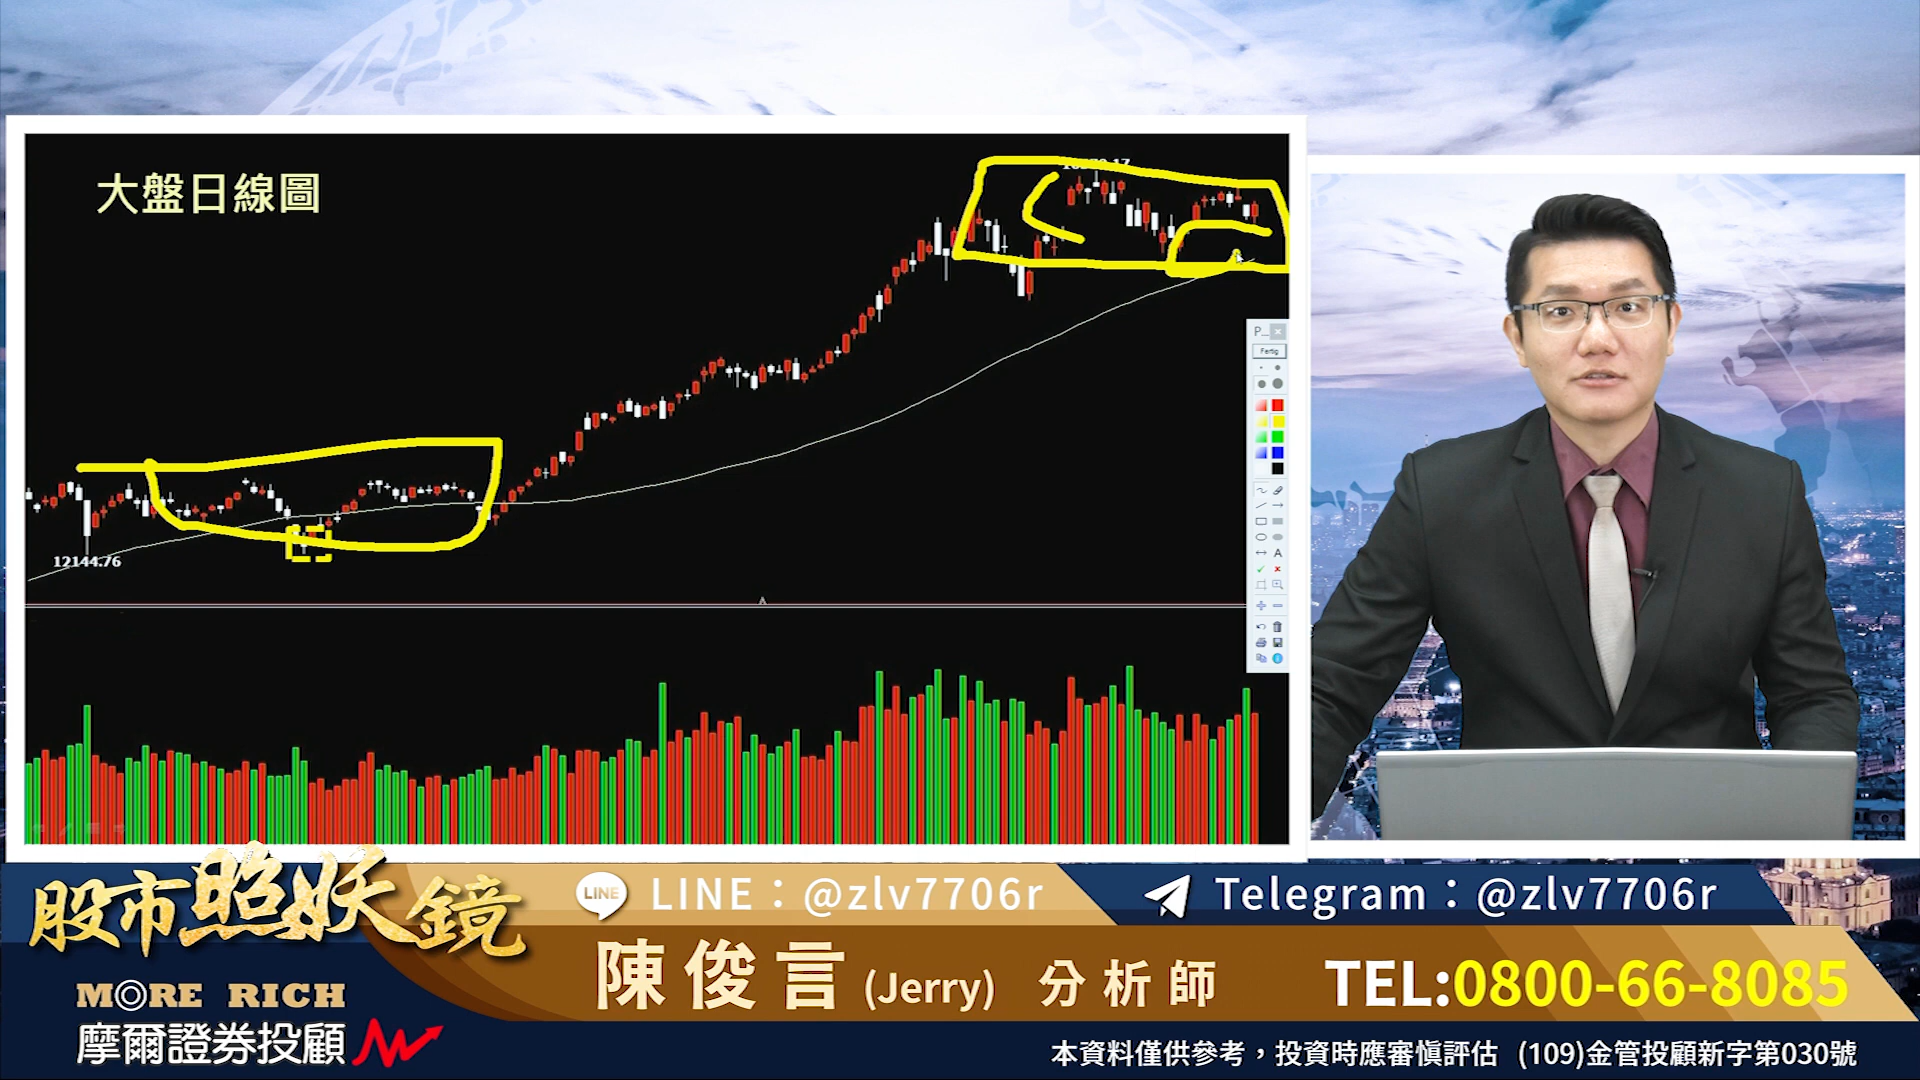 大盤日線圖
12144.76
P...
Fertig
A
股市照妖鏡
LINE
LINE：@zlv7706r
Telegram：@zlv7706r
陳俊言 (Jerry) 分析師
TEL:0800-66-8085
MORE RICH
摩爾證券投顧
本資料僅供參考，投資時應審慎評估 (109)金管投顧新字第030號